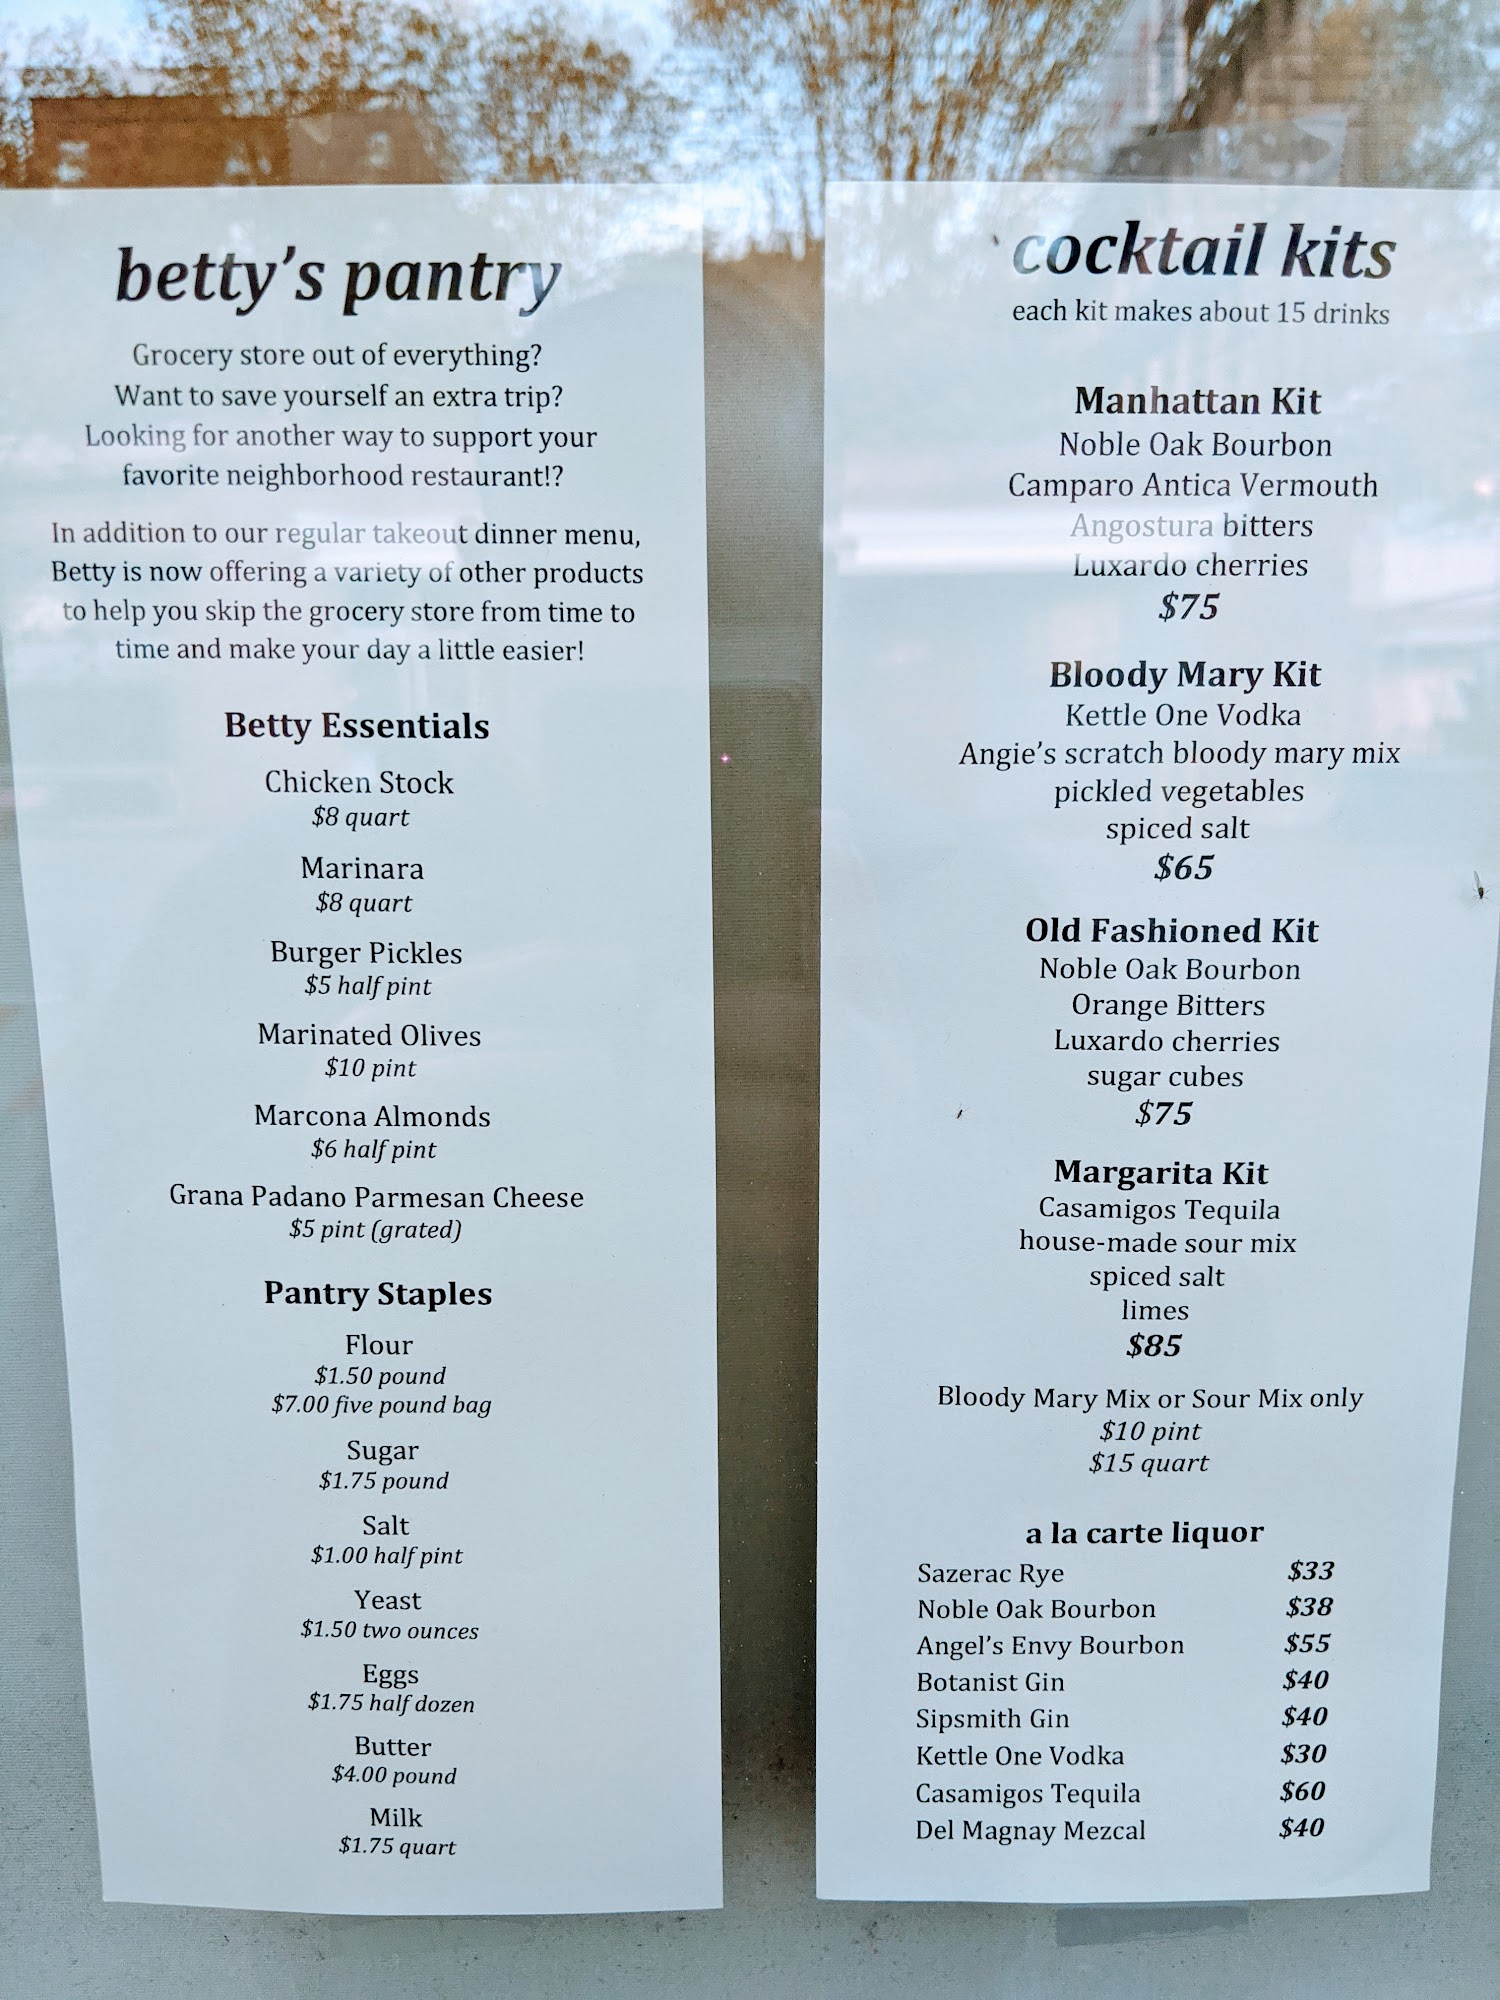 betty's pantry
Grocery store out of everything?
Want to save yourself an extra trip?
Looking for another way to support your
favorite neighborhood restaurant!?
In addition to our regular takeout dinner menu,
Betty is now offering a variety of other products
to help you skip the grocery store from time to
time and make your day a little easier!
Betty Essentials
Chicken Stock
$8 quart
Marinara
$8 quart
Burger Pickles
$5 half pint
Marinated Olives
$10 pint
Marcona Almonds
$6 half pint
Grana Padano Parmesan Cheese
$5 pint (grated)
Pantry Staples
Flour
$1.50 pound
$7.00 five pound bag
Sugar
$1.75 pound
Salt
$1.00 half pint
Yeast
$1.50 two ounces
Eggs
$1.75 half dozen
Butter
$4.00 pound
Milk
$1.75 quart
cocktail kits
each kit makes about 15 drinks
Manhattan Kit
Noble Oak Bourbon
Camparo Antica Vermouth
Angostura bitters
Luxardo cherries
$75
Bloody Mary Kit
Kettle One Vodka
Angie's scratch bloody mary mix
pickled vegetables
spiced salt
$65
Old Fashioned Kit
Noble Oak Bourbon
Orange Bitters
Luxardo cherries
sugar cubes
$75
Margarita Kit
Casamigos Tequila
house-made sour mix
spiced salt
limes
$85
Bloody Mary Mix or Sour Mix only
$10 pint
$15 quart
a la carte liquor
Sazerac Rye $33
Noble Oak Bourbon $38
Angel's Envy Bourbon $55
Botanist Gin $40
Sipsmith Gin $40
Kettle One Vodka $30
Casamigos Tequila $60
Del Magnay Mezcal $40